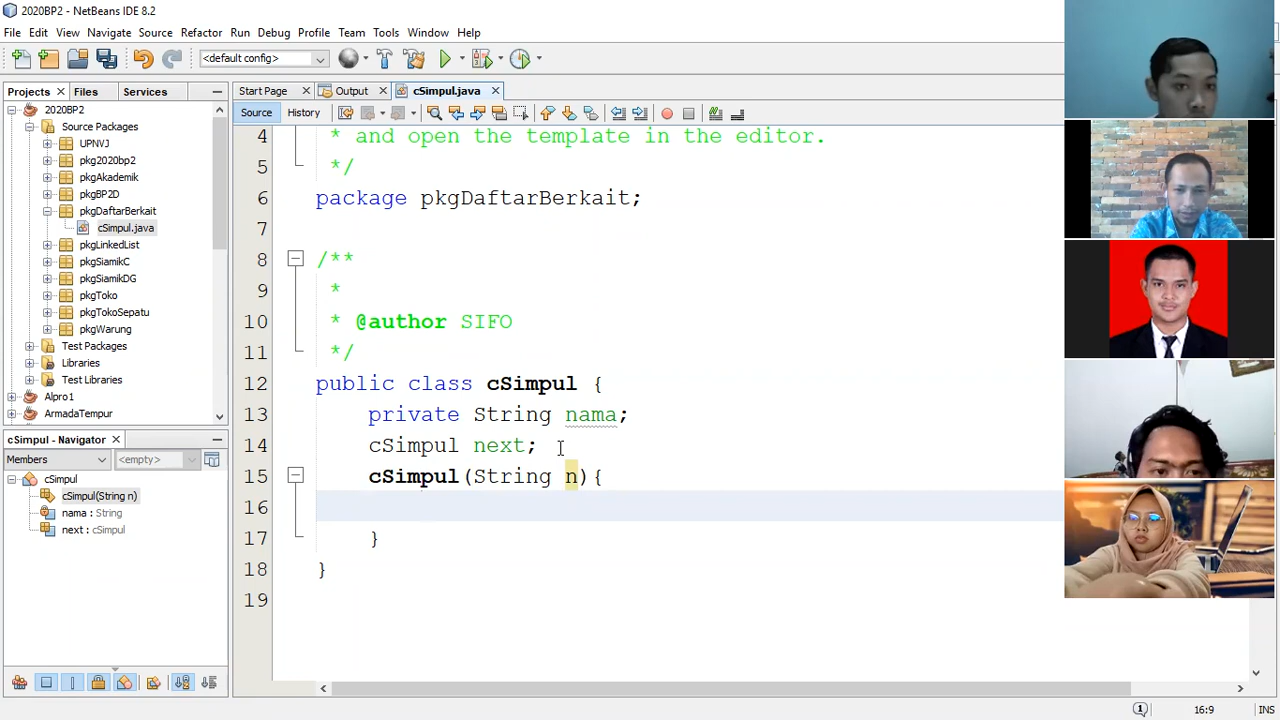 2020BP2 - NetBeans IDE 8.2
File Edit View Navigate Source Refactor Run Debug Profile Team Tools Window Help
<default config>
Projects Files Services
Start Page Output cSimpul.java
Source History
2020BP2
Source Packages
UPNVJ
pkg2020bp2
pkgAkademik
pkgBP2D
pkgDaftarBerkait
cSimpul.java
pkgLinkedList
pkgSiamikC
pkgSiamikDG
pkgToko
pkgTokoSepatu
pkgWarung
Test Packages
Libraries
Test Libraries
Alpro1
ArmadaTempur
cSimpul - Navigator
Members <empty>
cSimpul
cSimpul(String n)
nama : String
next : cSimpul
4 * and open the template in the editor.
5 */
6 package pkgDaftarBerkait;
7
8 /**
9 *
10 * @author SIFO
11 */
12 public class cSimpul {
13 private String nama;
14 cSimpul next;
15 cSimpul(String n){
16
17 }
18 }
19
1
16:9 INS